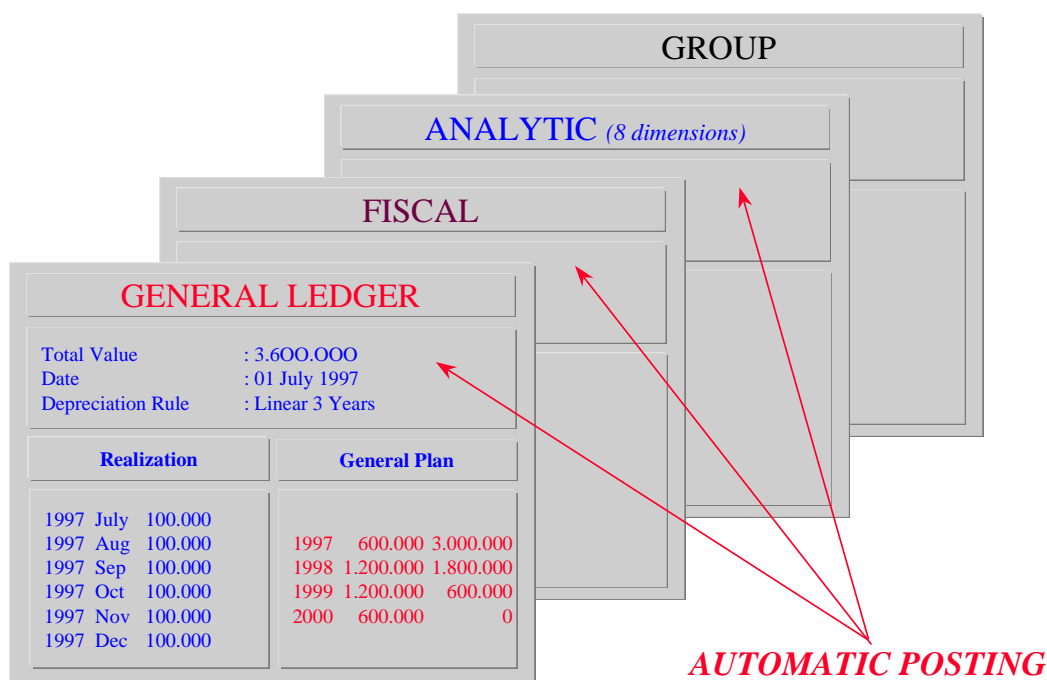 GROUP
ANALYTIC (8 dimensions)
FISCAL
GENERAL LEDGER
Total Value : 3.6OO.OOO
Date : 01 July 1997
Depreciation Rule : Linear 3 Years
Realization
General Plan
1997 July 100.000
1997 Aug 100.000
1997 Sep 100.000
1997 Oct 100.000
1997 Nov 100.000
1997 Dec 100.000
1997 600.000 3.000.000
1998 1.200.000 1.800.000
1999 1.200.000 600.000
2000 600.000 0
AUTOMATIC POSTING